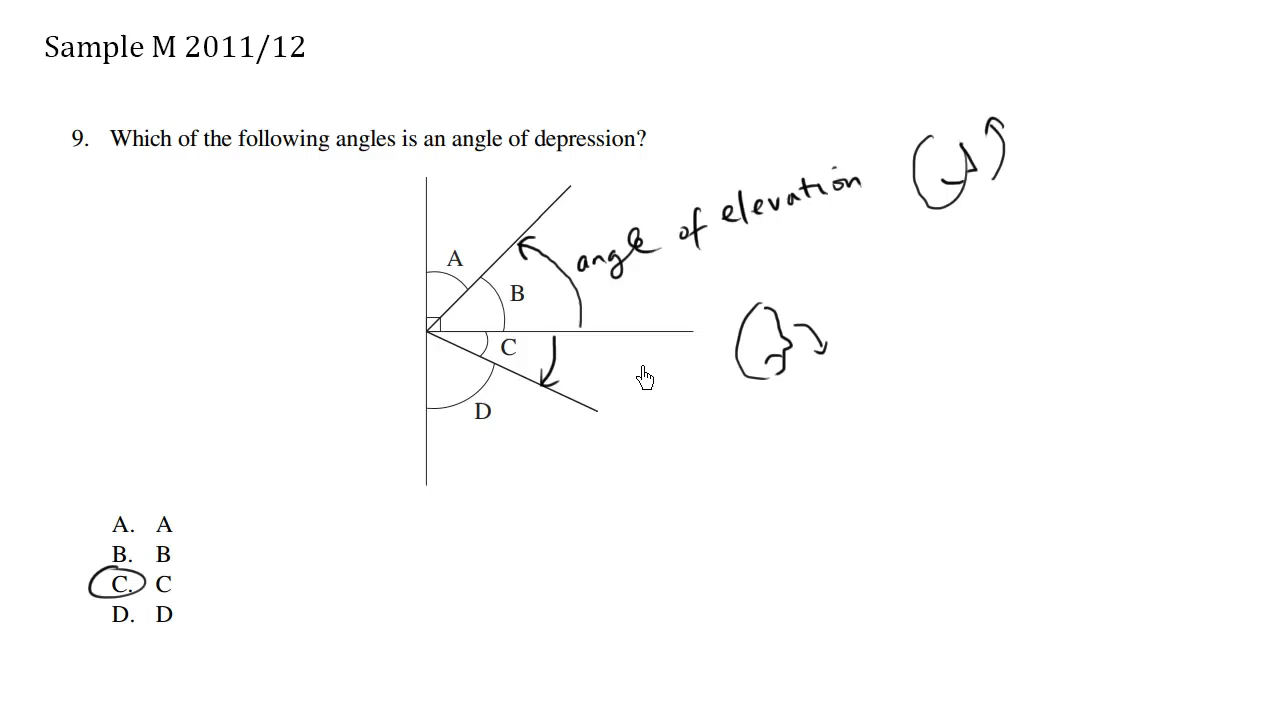 Sample M 2011/12
9. Which of the following angles is an angle of depression?
angle of elevation
A
B
C
D
A. A
B. B
C. C
D. D